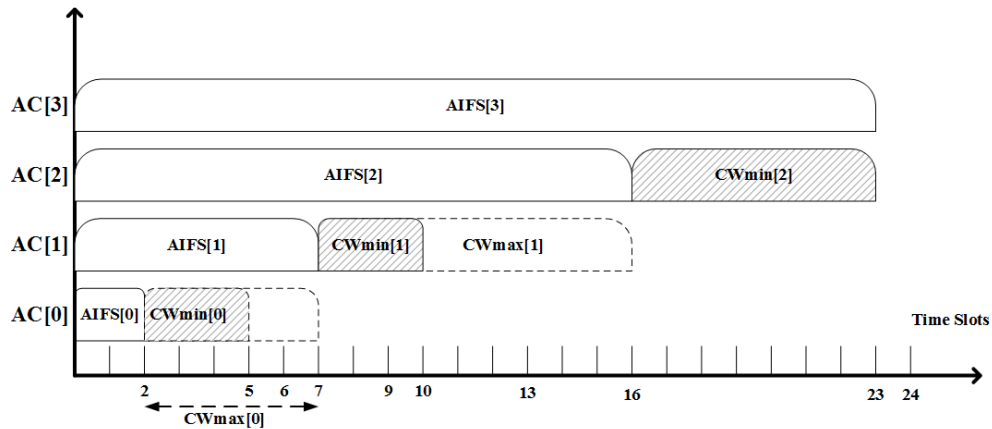 AC[3] AIFS[3]
AC[2] AIFS[2] CWmin[2]
AC[1] AIFS[1] CWmin[1] CWmax[1]
AC[0] AIFS[0] CWmin[0]
Time Slots
2 5 6 7 9 10 13 16 23 24
CWmax[0]